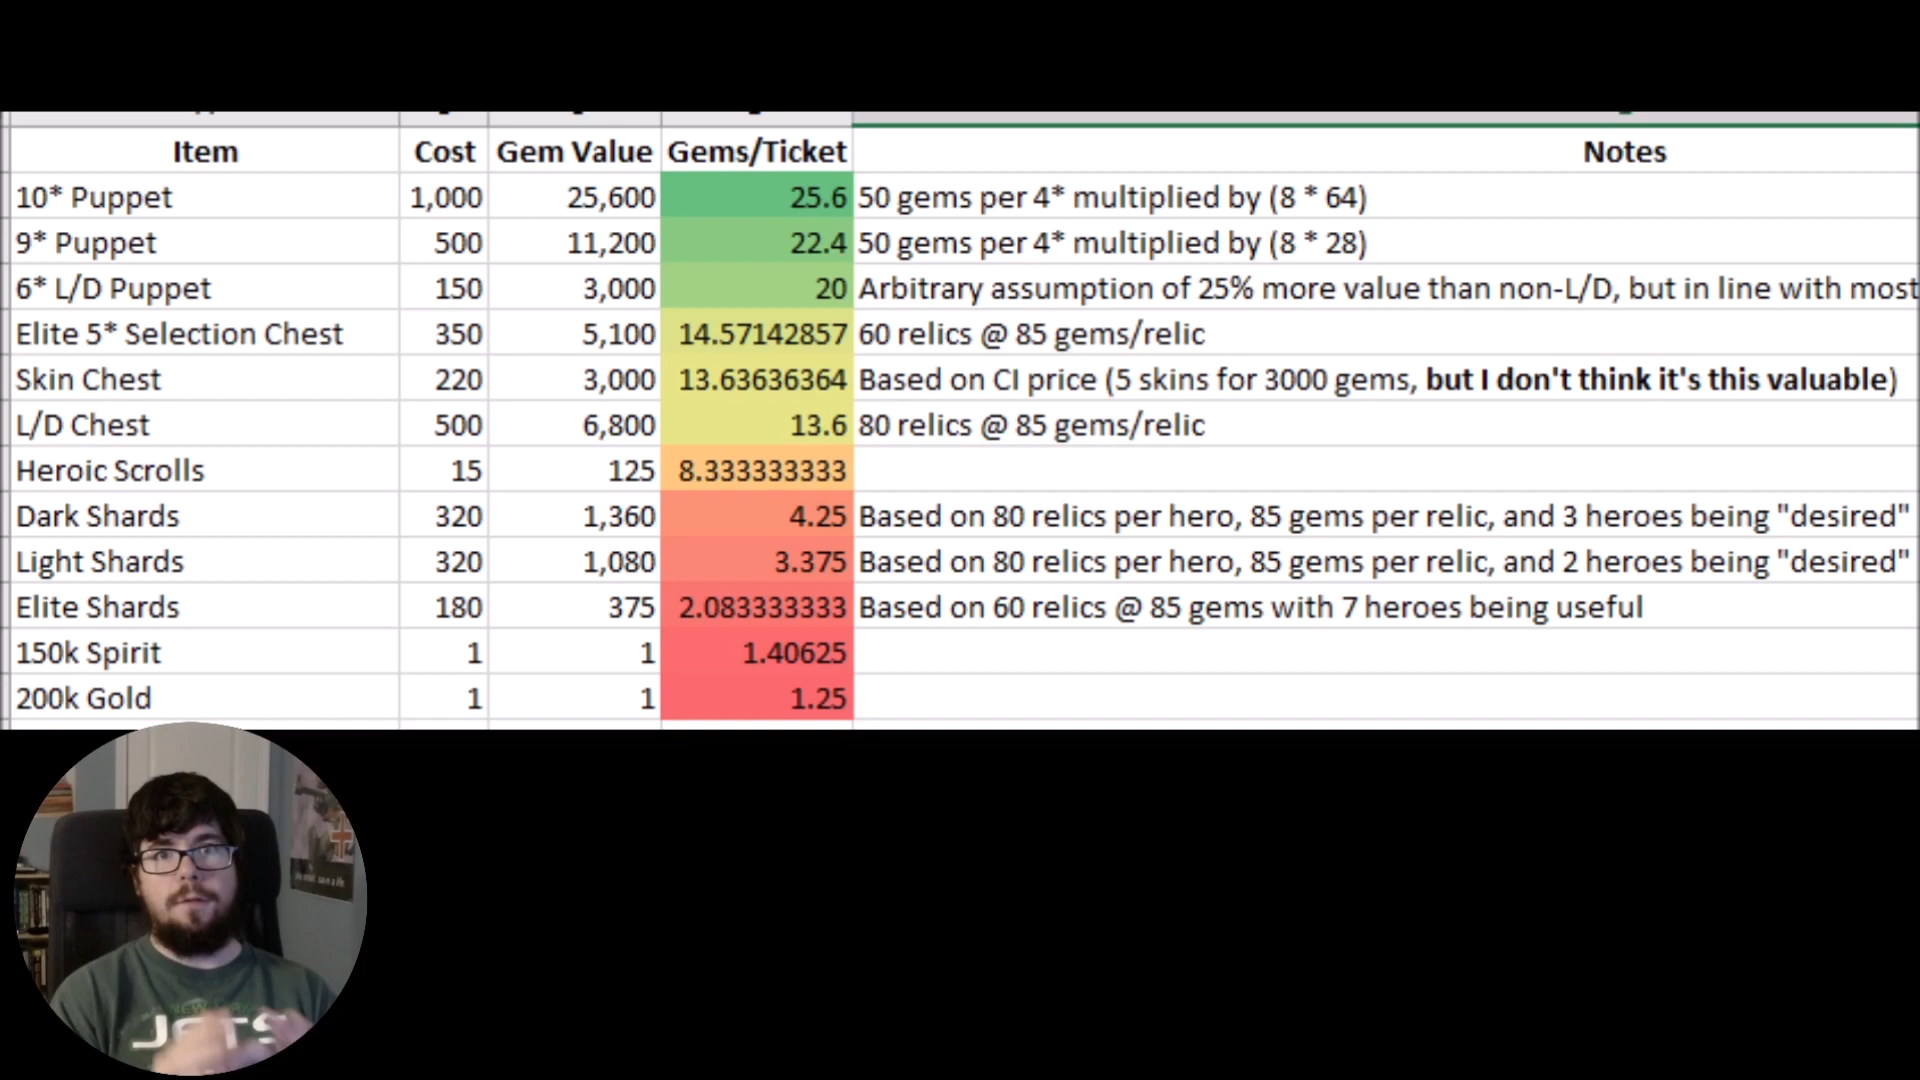 Item Cost Gem Value Gems/Ticket Notes
10* Puppet 1,000 25,600 25.6 50 gems per 4* multiplied by (8 * 64)
9* Puppet 500 11,200 22.4 50 gems per 4* multiplied by (8 * 28)
6* L/D Puppet 150 3,000 20 Arbitrary assumption of 25% more value than non-L/D, but in line with most
Elite 5* Selection Chest 350 5,100 14.57142857 60 relics @ 85 gems/relic
Skin Chest 220 3,000 13.63636364 Based on CI price (5 skins for 3000 gems, but I don't think it's this valuable)
L/D Chest 500 6,800 13.6 80 relics @ 85 gems/relic
Heroic Scrolls 15 125 8.333333333
Dark Shards 320 1,360 4.25 Based on 80 relics per hero, 85 gems per relic, and 3 heroes being "desired"
Light Shards 320 1,080 3.375 Based on 80 relics per hero, 85 gems per relic, and 2 heroes being "desired"
Elite Shards 180 375 2.083333333 Based on 60 relics @ 85 gems with 7 heroes being useful
150k Spirit 1 1 1.40625
200k Gold 1 1 1.25
save a life.
JETS